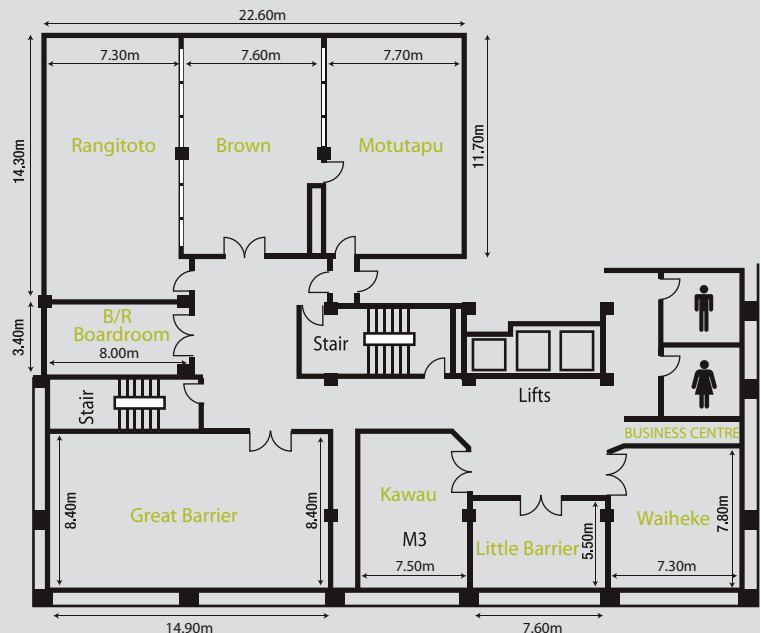 22.60m
7.30m
7.60m
7.70m
14.30m
11.70m
Rangitoto
Brown
Motutapu
3.40m
B/R
Boardroom
8.00m
Stair
Stair
Lifts
BUSINESS CENTRE
8.40m
Great Barrier
8.40m
Kawau
M3
7.50m
Little Barrier
5.50m
Waiheke
7.80m
7.30m
14.90m
7.60m